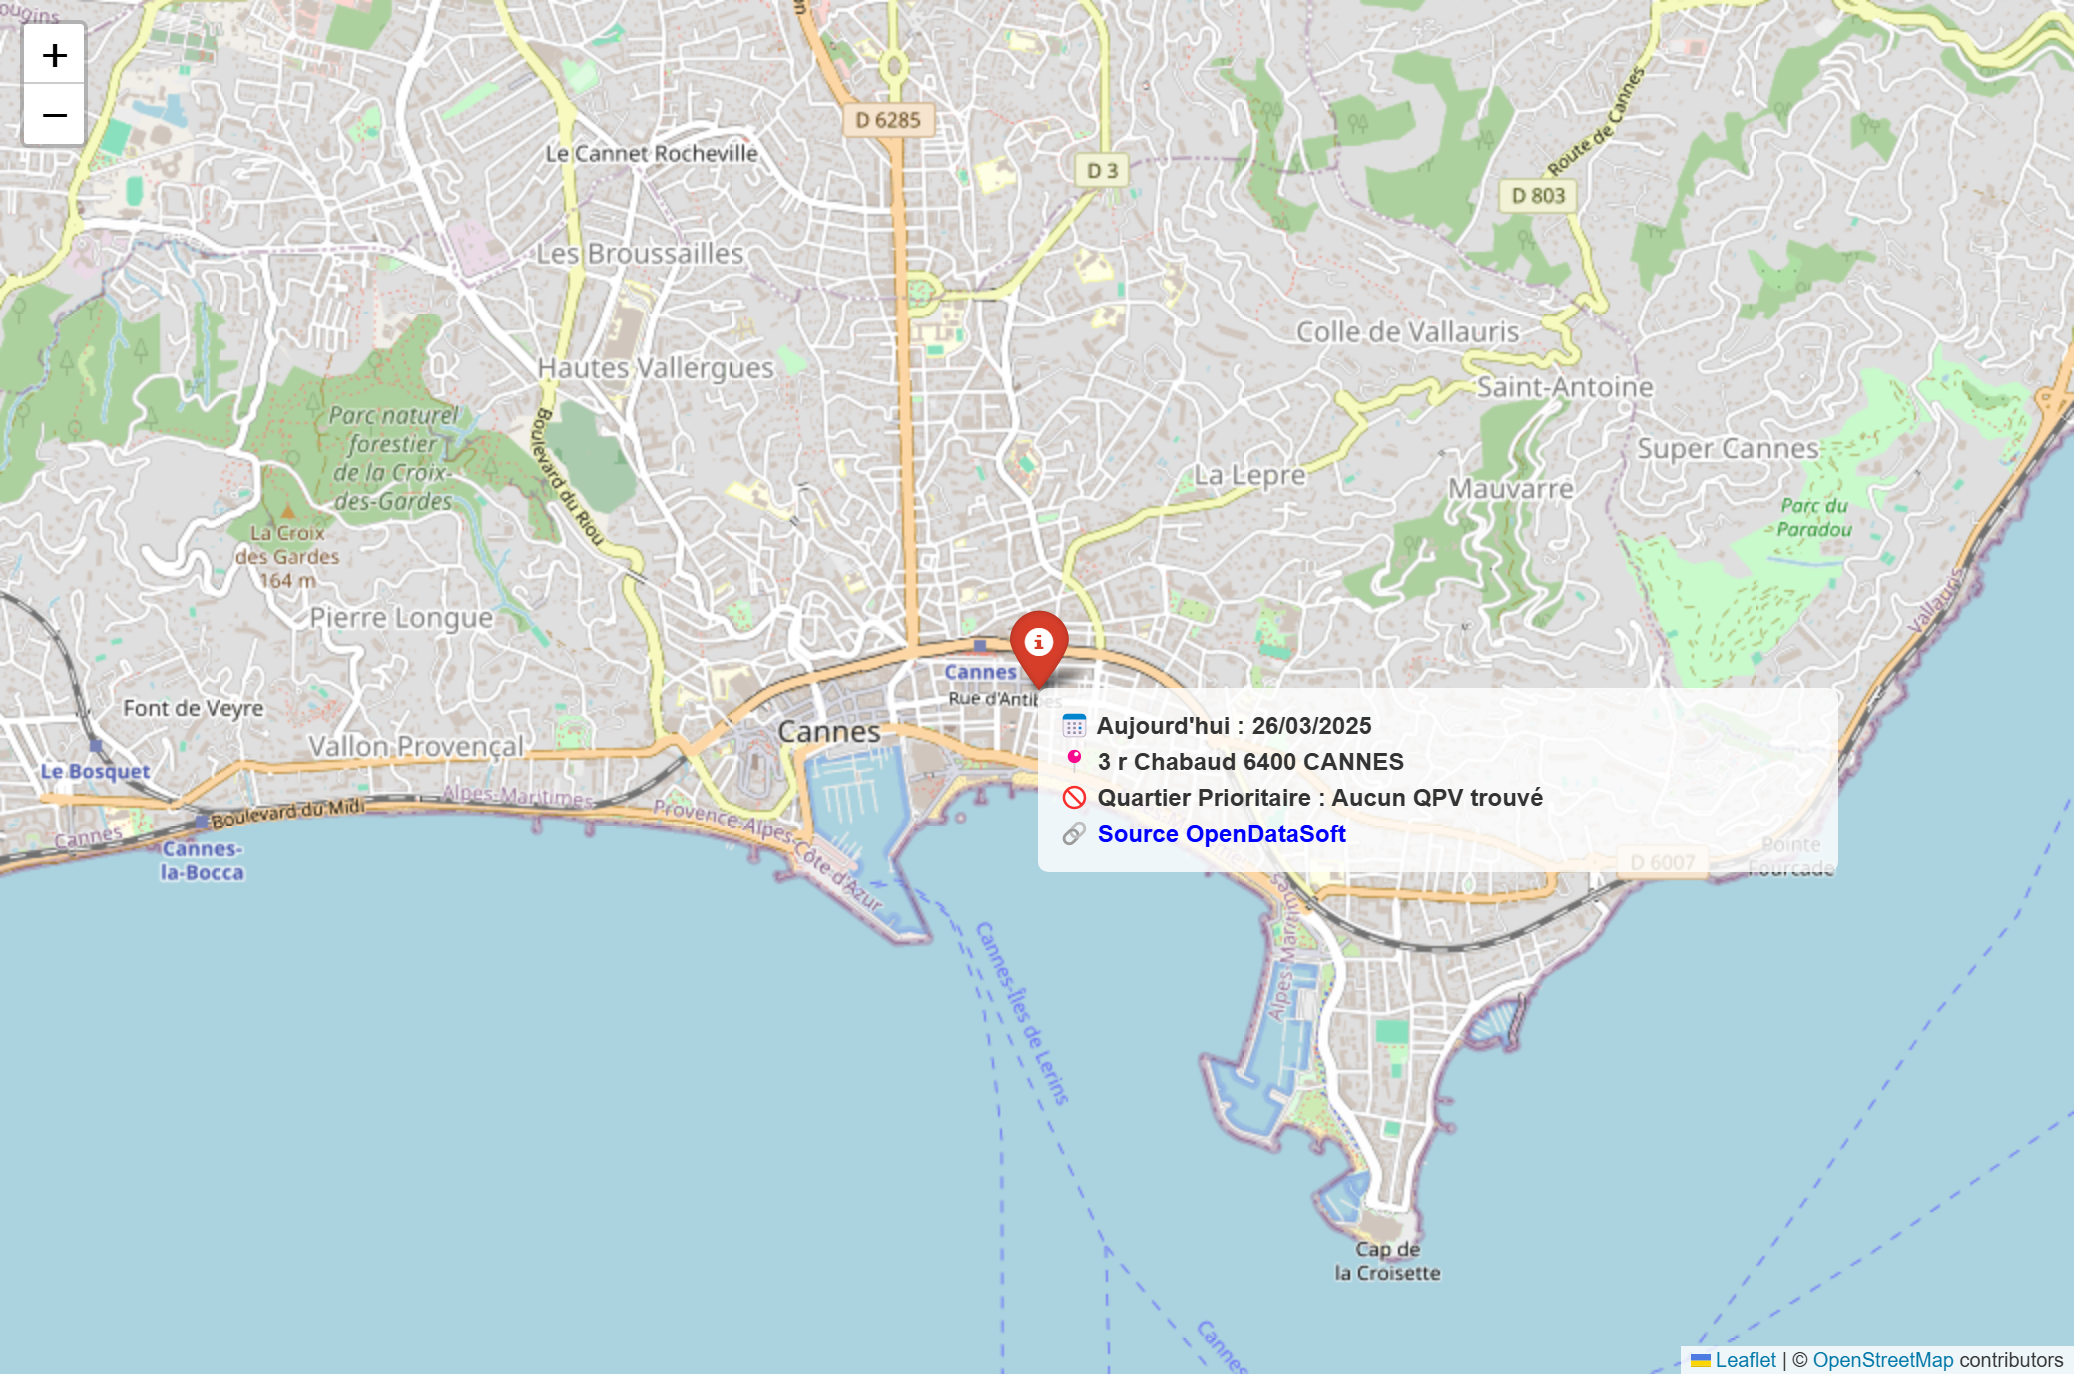 ougins
+
−
D 6285
Le Cannet Rocheville
D 3
Route de Cannes
D 803
Les Broussailles
Colle de Vallauris
Hautes Vallergues
Saint-Antoine
Parc naturel
forestier
de la Croix-
des-Gardes
Boulevard du Riou
Super Cannes
La Lepre
Mauvarre
Parc du
Paradou
La Croix
des Gardes
164 m
Vallauris
Pierre Longue
Cannes
Rue d'Antibes
Font de Veyre
Cannes
Vallon Provençal
Aujourd'hui : 26/03/2025
3 r Chabaud 6400 CANNES
Quartier Prioritaire : Aucun QPV trouvé
Source OpenDataSoft
Le Bosquet
Alpes-Maritimes
Boulevard du Midi
Provence-Alpes-Côte d'Azur
Cannes
Cannes-
la-Bocca
D 6007
Pointe
Fourcade
Alpes-Maritimes
Cannes-Îles de Lerins
Cap de
la Croisette
Cannes
Leaflet | © OpenStreetMap contributors